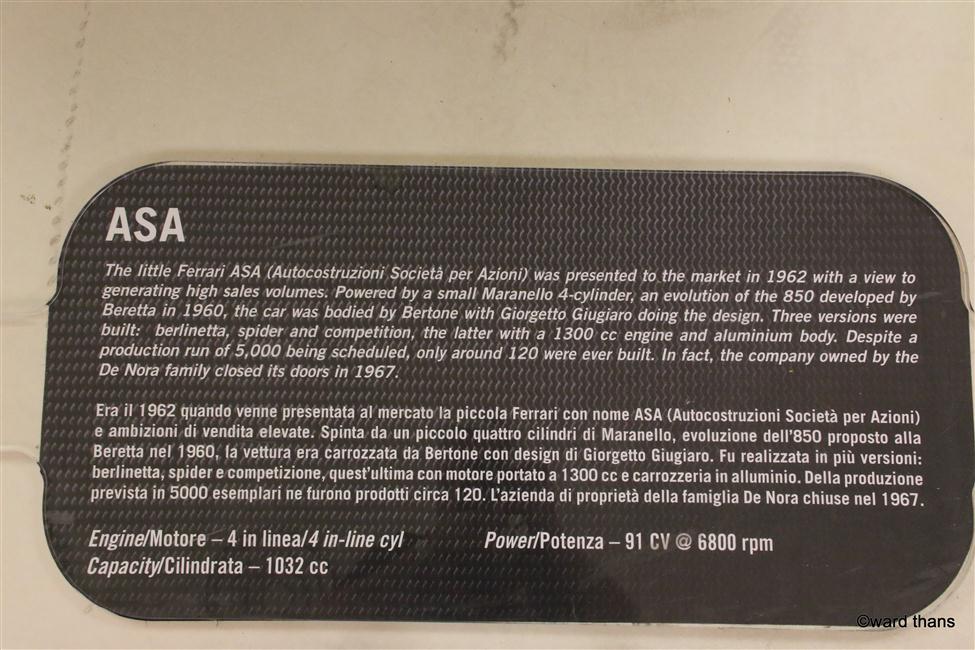 ASA
The little Ferrari ASA (Autocostruzioni Società per Azioni) was presented to the market in 1962 with a view to
generating high sales volumes. Powered by a small Maranello 4-cylinder, an evolution of the 850 developed by
Beretta in 1960, the car was bodied by Bertone with Giorgetto Giugiaro doing the design. Three versions were
built: berlinetta, spider and competition, the latter with a 1300 cc engine and aluminium body. Despite a
production run of 5,000 being scheduled, only around 120 were ever built. In fact, the company owned by the
De Nora family closed its doors in 1967.
Era il 1962 quando venne presentata al mercato la piccola Ferrari con nome ASA (Autocostruzioni Società per Azioni)
e ambizioni di vendita elevate. Spinta da un piccolo quattro cilindri di Maranello, evoluzione dell'850 proposto alla
Beretta nel 1960, la vettura era carrozzata da Bertone con design di Giorgetto Giugiaro. Fu realizzata in più versioni:
berlinetta, spider e competizione, quest'ultima con motore portato a 1300 cc e carrozzeria in alluminio. Della produzione
prevista in 5000 esemplari ne furono prodotti circa 120. L'azienda di proprietà della famiglia De Nora chiuse nel 1967.
Engine/Motore – 4 in linea/4 in-line cyl Power/Potenza – 91 CV @ 6800 rpm
Capacity/Cilindrata – 1032 cc
©ward thans